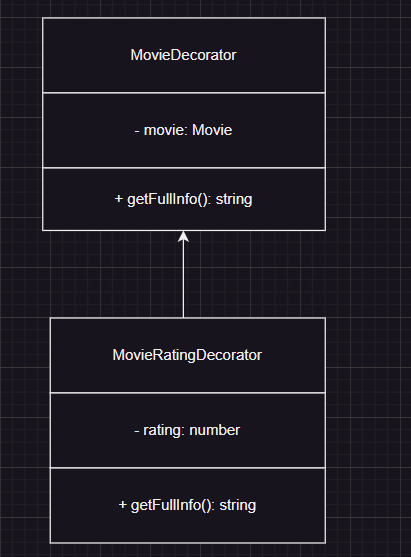 MovieDecorator
- movie: Movie
+ getFullInfo(): string
MovieRatingDecorator
- rating: number
+ getFullInfo(): string